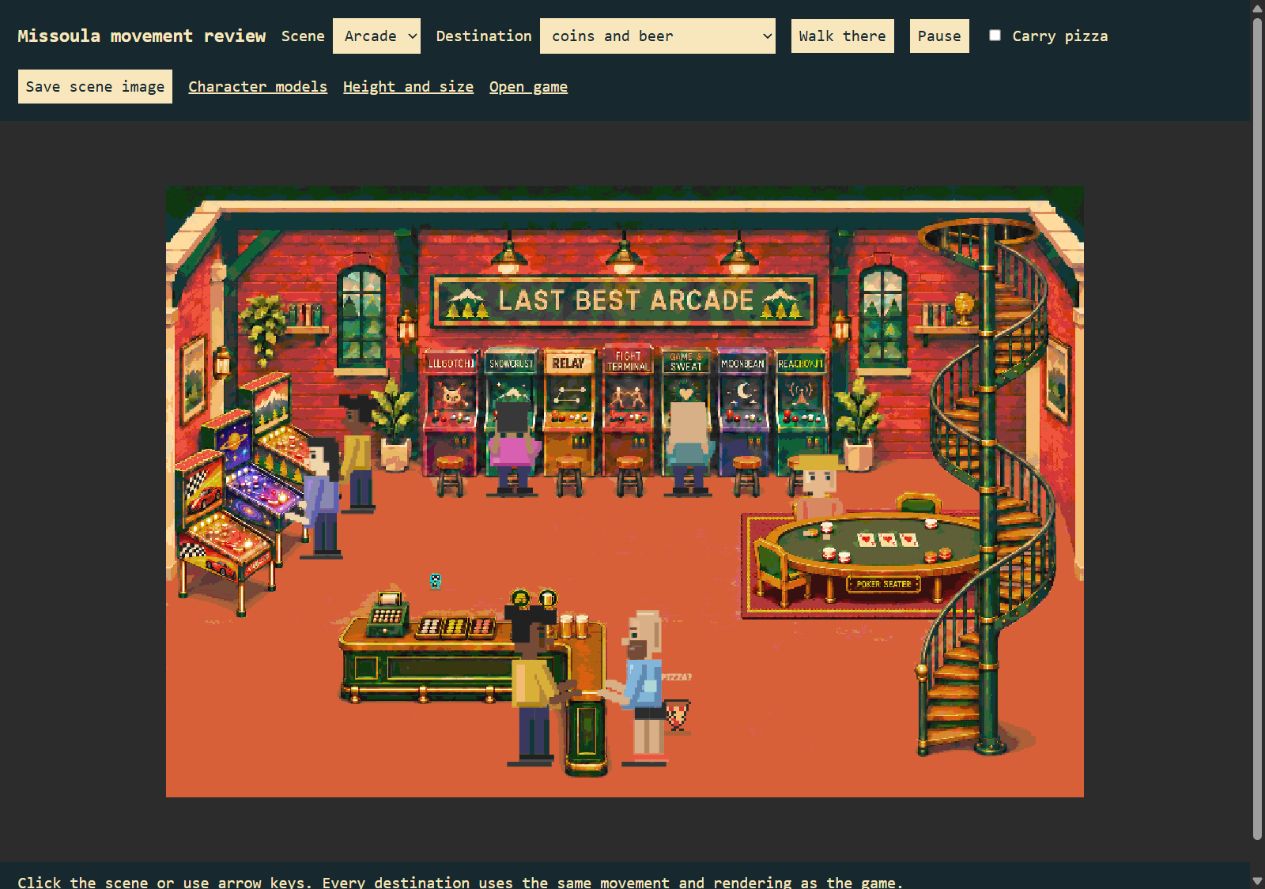 Missoula movement review Scene Arcade Destination coins and beer Walk there Pause Carry pizza
Save scene image Character models Height and size Open game
LAST BEST ARCADE
LILGOTCHI SNOWCRUST RELAY FIGHT TERMINAL GAME & SWEAT MOONBEAN
POKER SEATER
PIZZA?
Click the scene or use arrow keys. Every destination uses the same movement and rendering as the game.